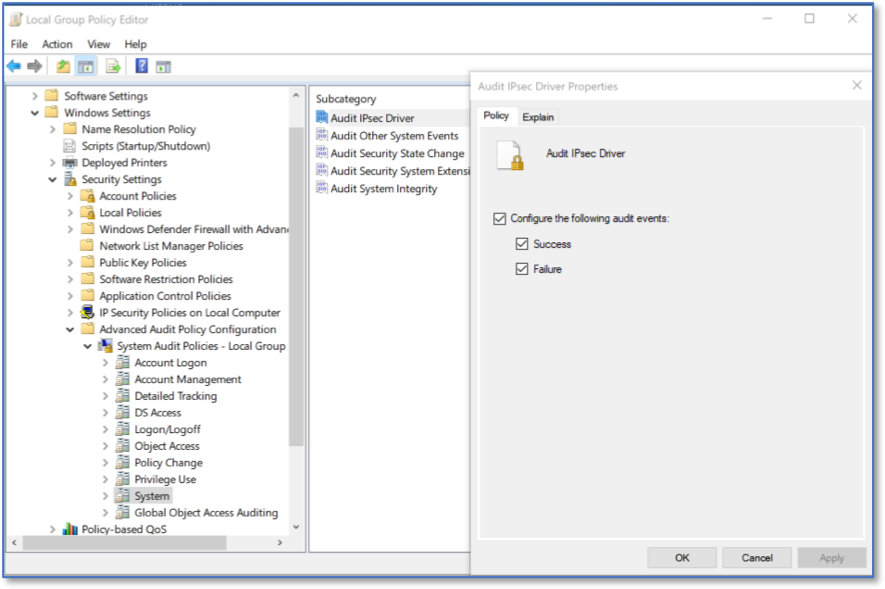 Local Group Policy Editor
File Action View Help
Software Settings
Windows Settings
Name Resolution Policy
Scripts (Startup/Shutdown)
Deployed Printers
Security Settings
Account Policies
Local Policies
Windows Defender Firewall with Advan
Network List Manager Policies
Public Key Policies
Software Restriction Policies
Application Control Policies
IP Security Policies on Local Computer
Advanced Audit Policy Configuration
System Audit Policies - Local Group
Account Logon
Account Management
Detailed Tracking
DS Access
Logon/Logoff
Object Access
Policy Change
Privilege Use
System
Global Object Access Auditing
Policy-based QoS
Subcategory
Audit IPsec Driver
Audit Other System Events
Audit Security State Change
Audit Security System Extensi
Audit System Integrity
Audit IPsec Driver Properties
Policy Explain
Audit IPsec Driver
Configure the following audit events:
Success
Failure
OK Cancel Apply